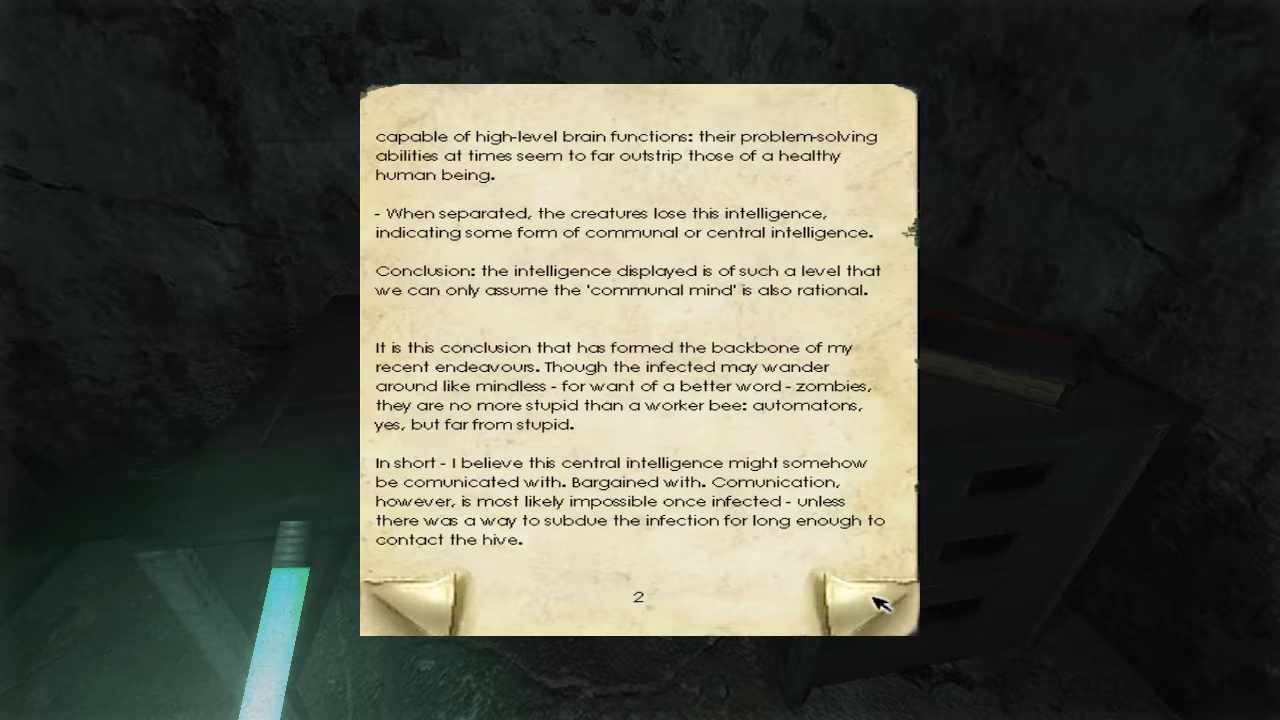 capable of high-level brain functions: their problem-solving
abilities at times seem to far outstrip those of a healthy
human being.
- When separated, the creatures lose this intelligence,
indicating some form of communal or central intelligence.
Conclusion: the intelligence displayed is of such a level that
we can only assume the 'communal mind' is also rational.
It is this conclusion that has formed the backbone of my
recent endeavours. Though the infected may wander
around like mindless - for want of a better word - zombies,
they are no more stupid than a worker bee: automatons,
yes, but far from stupid.
In short - I believe this central intelligence might somehow
be comunicated with. Bargained with. Comunication,
however, is most likely impossible once infected - unless
there was a way to subdue the infection for long enough to
contact the hive.
2